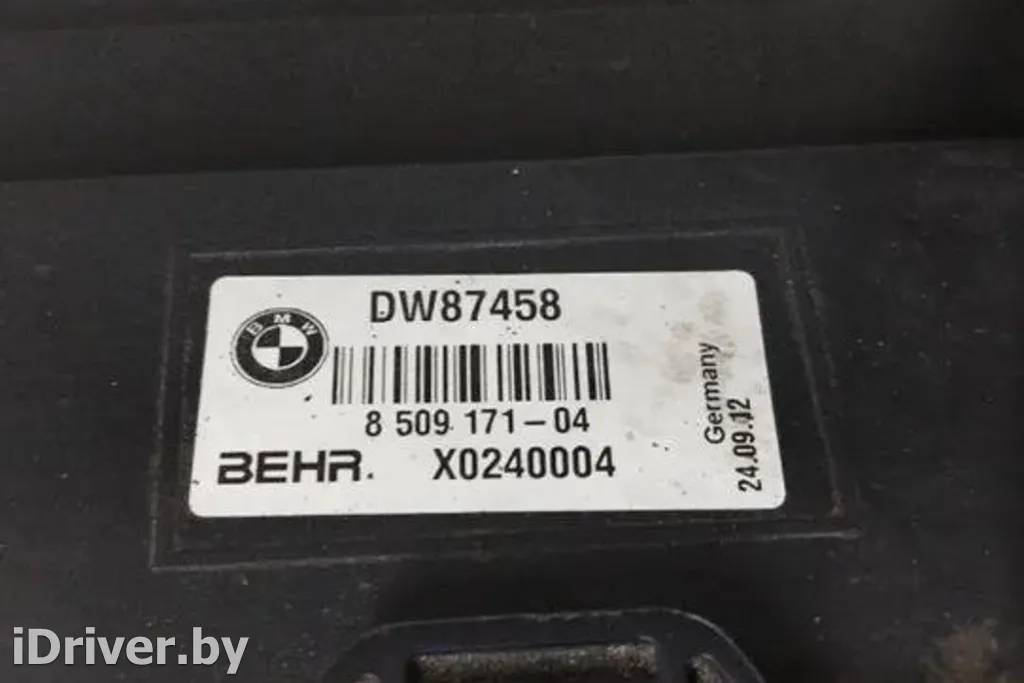 DW87458
BMW
8 509 171-04
BEHR. X0240004
Germany
24.09.12
iDriver.by